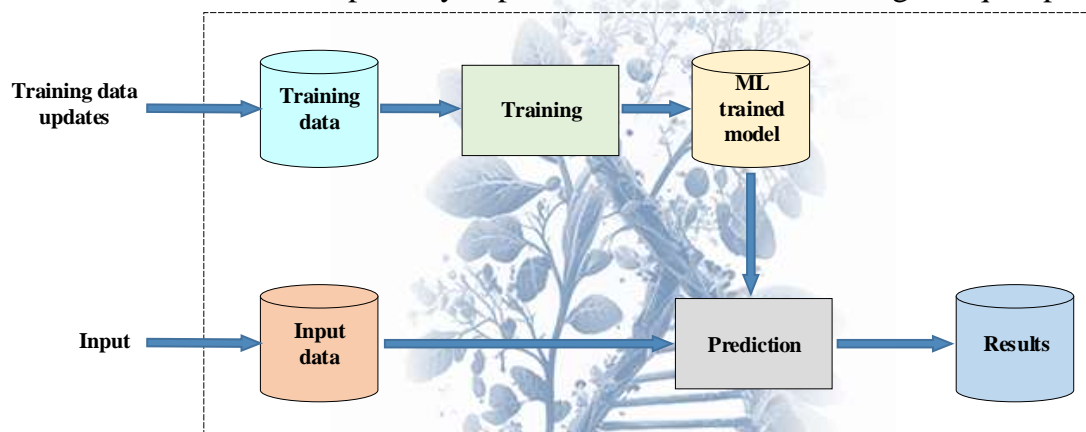 Training data
updates
Training
data
Training
ML
trained
model
Input
Input
data
Prediction
Results